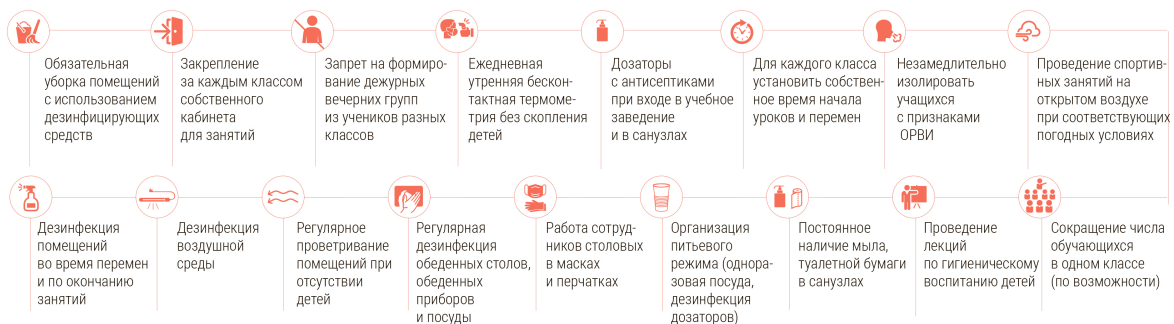 Обязательная
уборка помещений
с использованием
дезинфицирующих
средств
Закрепление
за каждым классом
собственного
кабинета
для занятий
Запрет на формиро-
вание дежурных
вечерних групп
из учеников разных
классов
Ежедневная
утренняя бескон-
тактная термоме-
трия без скопления
детей
Дозаторы
с антисептиками
при входе в учебное
заведение
и в санузлах
Для каждого класса
установить собствен-
ное время начала
уроков и перемен
Незамедлительно
изолировать
учащихся
с признаками
ОРВИ
Проведение спортив-
ных занятий на
открытом воздухе
при соответствующих
погодных условиях
Дезинфекция
помещений
во время перемен
и по окончанию
занятий
Дезинфекция
воздушной
среды
Регулярное
проветривание
помещений при
отсутствии
детей
Регулярная
дезинфекция
обеденных столов,
обеденных
приборов
и посуды
Работа сотруд-
ников столовых
в масках
и перчатках
Организация
питьевого
режима (однора-
зовая посуда,
дезинфекция
дозаторов)
Постоянное
наличие мыла,
туалетной бумаги
в санузлах
Проведение
лекций
по гигиеническому
воспитанию детей
Сокращение числа
обучающихся
в одном классе
(по возможности)